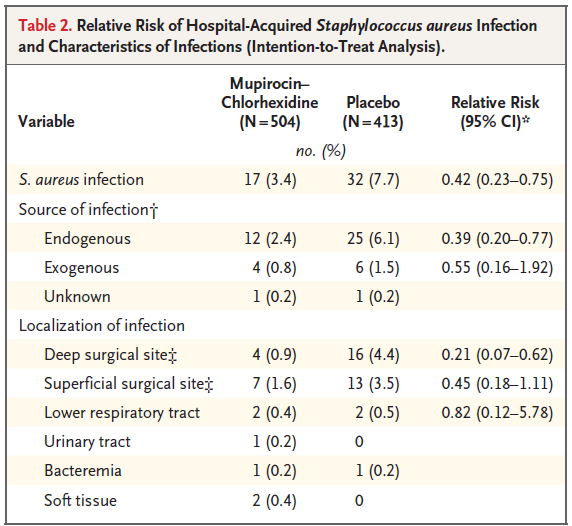 Table 2. Relative Risk of Hospital-Acquired Staphylococcus aureus Infection
and Characteristics of Infections (Intention-to-Treat Analysis).
Variable Mupirocin–Chlorhexidine (N=504) Placebo (N=413) Relative Risk (95% CI)*
no. (%)
S. aureus infection 17 (3.4) 32 (7.7) 0.42 (0.23–0.75)
Source of infection†
Endogenous 12 (2.4) 25 (6.1) 0.39 (0.20–0.77)
Exogenous 4 (0.8) 6 (1.5) 0.55 (0.16–1.92)
Unknown 1 (0.2) 1 (0.2)
Localization of infection
Deep surgical site‡ 4 (0.9) 16 (4.4) 0.21 (0.07–0.62)
Superficial surgical site‡ 7 (1.6) 13 (3.5) 0.45 (0.18–1.11)
Lower respiratory tract 2 (0.4) 2 (0.5) 0.82 (0.12–5.78)
Urinary tract 1 (0.2) 0
Bacteremia 1 (0.2) 1 (0.2)
Soft tissue 2 (0.4) 0